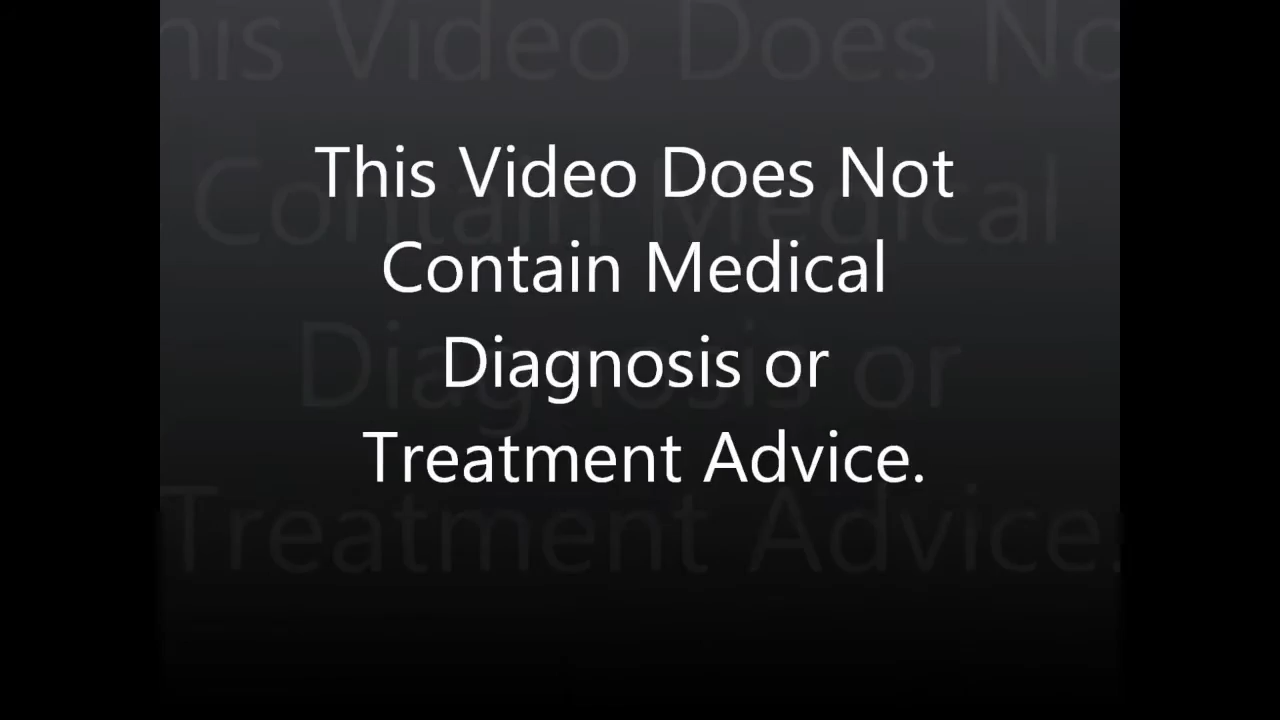 This Video Does Not
Contain Medical
Diagnosis or
Treatment Advice.